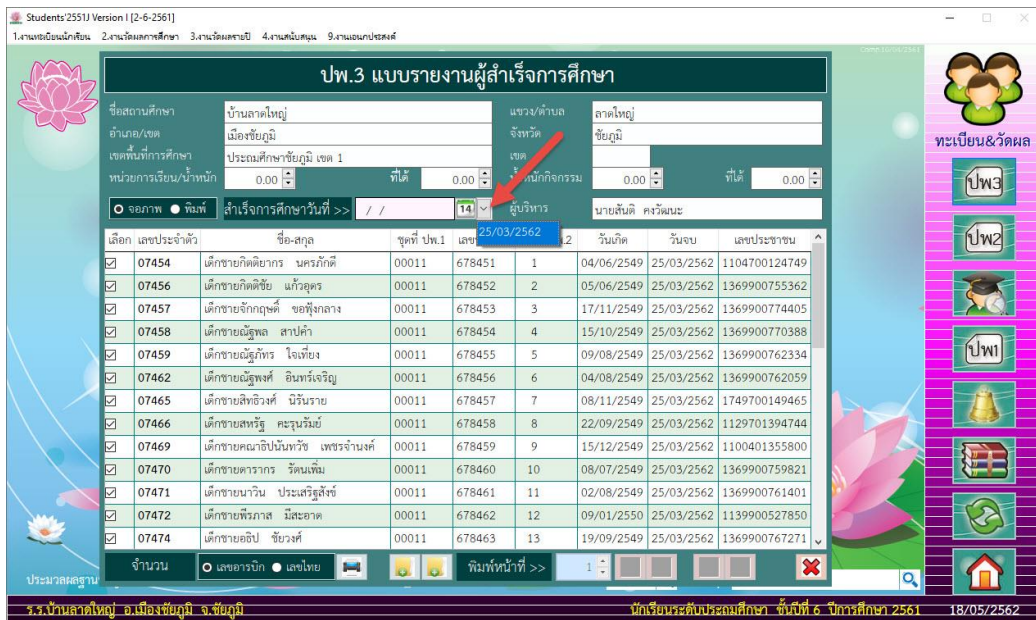 Students'2551J Version I [2-6-2561]
1.งานทะเบียนนักเรียน 2.งานวัดผลการศึกษา 3.งานวัดผลรายปี 4.งานสนับสนุน 9.งานเอนกประสงค์
ปพ.3 แบบรายงานผู้สำเร็จการศึกษา
ชื่อสถานศึกษา บ้านลาดใหญ่ แขวง/ตำบล ลาดใหญ่
อำเภอ/เขต เมืองชัยภูมิ จังหวัด ชัยภูมิ
เขตพื้นที่การศึกษา ประถมศึกษาชัยภูมิ เขต 1 เขต
หน่วยการเรียน/น้ำหนัก 0.00 ที่ได้ 0.00 น้ำหนักกิจกรรม 0.00 ที่ได้ 0.00
จอภาพ พิมพ์ สำเร็จการศึกษาวันที่ >> / / 14 ผู้บริหาร นายสันติ คงวัฒนะ
25/03/2562
เลือก เลขประจำตัว ชื่อ-สกุล ชุดที่ ปพ.1 เลข .2 วันเกิด วันจบ เลขประชาชน
07454 เด็กชายกิตติยากร นครภักดี 00011 678451 1 04/06/2549 25/03/2562 1104700124749
07456 เด็กชายกิตติชัย แก้วอุดร 00011 678452 2 05/06/2549 25/03/2562 1369900755362
07457 เด็กชายจักกฤษดิ์ ขอฟุ้งกลาง 00011 678453 3 17/11/2549 25/03/2562 1369900774405
07458 เด็กชายณัฐพล สาปคำ 00011 678454 4 15/10/2549 25/03/2562 1369900770388
07459 เด็กชายณัฐภัทร ใจเที่ยง 00011 678455 5 09/08/2549 25/03/2562 1369900762334
07462 เด็กชายณัฐพงศ์ อินทร์เจริญ 00011 678456 6 04/08/2549 25/03/2562 1369900762059
07465 เด็กชายสิทธิวงศ์ นิรันราย 00011 678457 7 08/11/2549 25/03/2562 1749700149465
07466 เด็กชายสหรัฐ คะรุนรัมย์ 00011 678458 8 22/09/2549 25/03/2562 1129701394744
07469 เด็กชายคณาธิปนันทวัช เพชรจำนงค์ 00011 678459 9 15/12/2549 25/03/2562 1100401355800
07470 เด็กชายดารากร รัตนเพิ่ม 00011 678460 10 08/07/2549 25/03/2562 1369900759821
07471 เด็กชายนาวิน ประเสริฐสังข์ 00011 678461 11 02/08/2549 25/03/2562 1369900761401
07472 เด็กชายพีรภาส มีสะอาด 00011 678462 12 09/01/2550 25/03/2562 1139900527850
07474 เด็กชายอธิป ชัยวงศ์ 00011 678463 13 19/09/2549 25/03/2562 1369900767271
จำนวน เลขอารบิก เลขไทย พิมพ์หน้าที่ >> 1
ประมวลผลฐาน
ร.ร.บ้านลาดใหญ่ อ.เมืองชัยภูมิ จ.ชัยภูมิ นักเรียนระดับประถมศึกษา ชั้นปีที่ 6 ปีการศึกษา 2561 18/05/2562
ทะเบียน&วัดผล
ปพ3
ปพ2
ปพ1